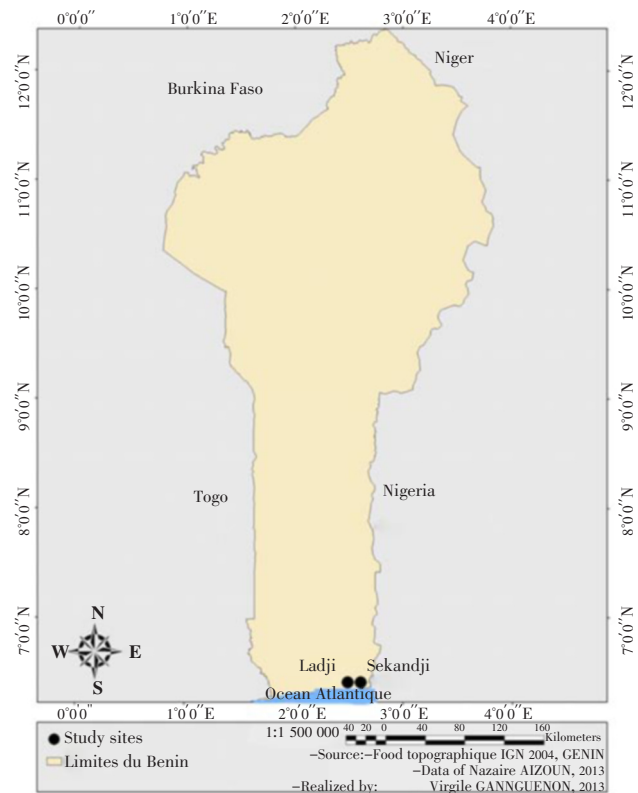 0°0'0" 1°0'0"E 2°0'0"E 3°0'0"E 4°0'0"E
12°0'0"N 11°0'0"N 10°0'0"N 9°0'0"N 8°0'0"N 7°0'0"N
Niger
Burkina Faso
Togo
Nigeria
N
W E
S
Ladji Sekandji
Ocean Atlantique
12°0'0"N 11°0'0"N 10°0'0"N 9°0'0"N 8°0'0"N 7°0'0"N
0°0'0" 1°0'0"E 2°0'0"E 3°0'0"E 4°0'0"E
Study sites
Limites du Benin
1:1 500 000 40 20 0 40 80 120 160
Kilometers
–Source:–Food topographique IGN 2004, GENIN
–Data of Nazaire AIZOUN, 2013
–Realized by: Virgile GANNGUENON, 2013